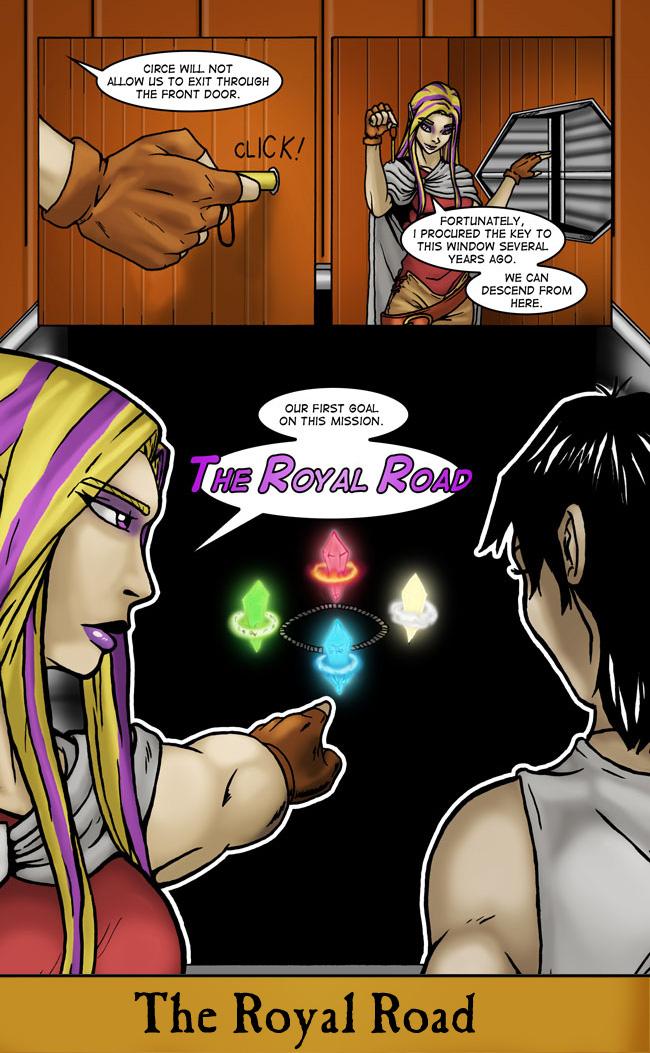 CIRCE WILL NOT
ALLOW US TO EXIT THROUGH
THE FRONT DOOR.
CLICK!
FORTUNATELY,
I PROCURED THE KEY TO
THIS WINDOW SEVERAL
YEARS AGO.
WE CAN
DESCEND FROM
HERE.
OUR FIRST GOAL
ON THIS MISSION.
THE ROYAL ROAD
The Royal Road